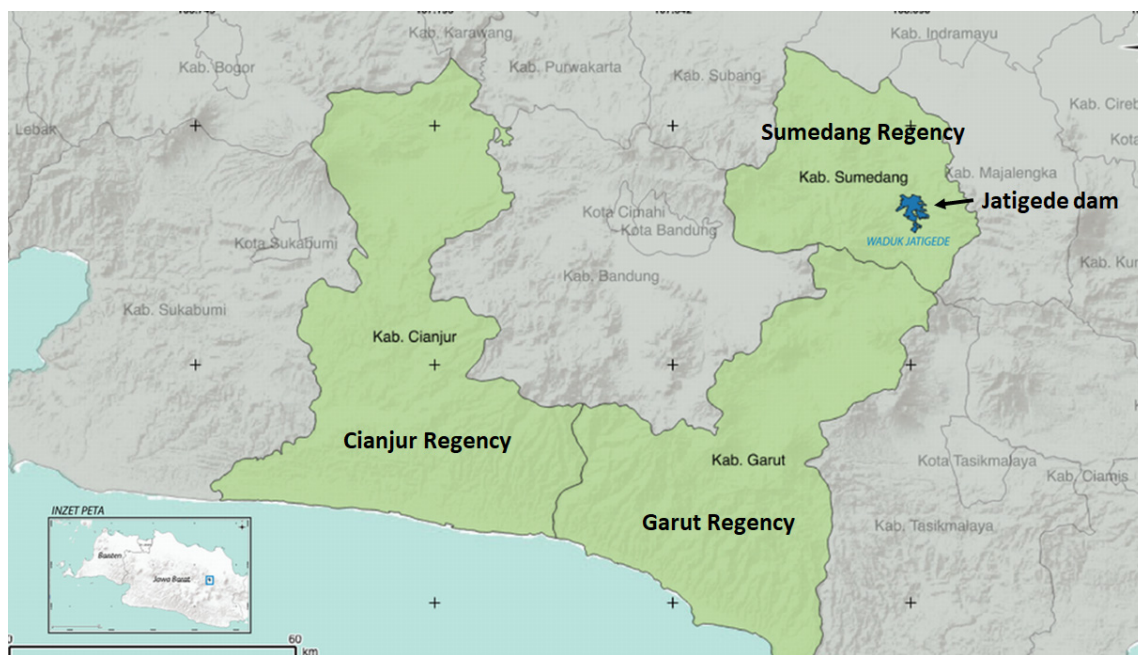 Kab. Karawang
Kab. Indramayu
Kab. Bogor
Kab. Purwakarta
Kab. Subang
Kab. Cireb
Lebak
Sumedang Regency
Kota
Kab. Sumedang
Kab. Majalengka
Jatigede dam
Kota Cimahi
Kota Bandung
Kota Sukabumi
WADUK JATIGEDE
Kab. Bandung
Kab. Kun
Kab. Sukabumi
Kab. Cianjur
Cianjur Regency
Kab. Garut
Kota Tasikmalaya
Kab. Ciamis
Garut Regency
Kab. Tasikmalaya
INZET PETA
Banten
Jawa Barat
0
60
km